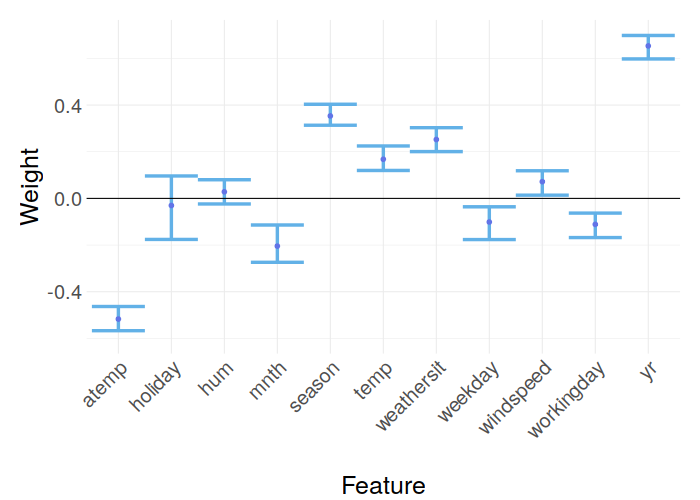 Weight
0.4
0.0
-0.4
atemp
holiday
hum
mnth
season
temp
weathersit
weekday
windspeed
workingday
yr
Feature